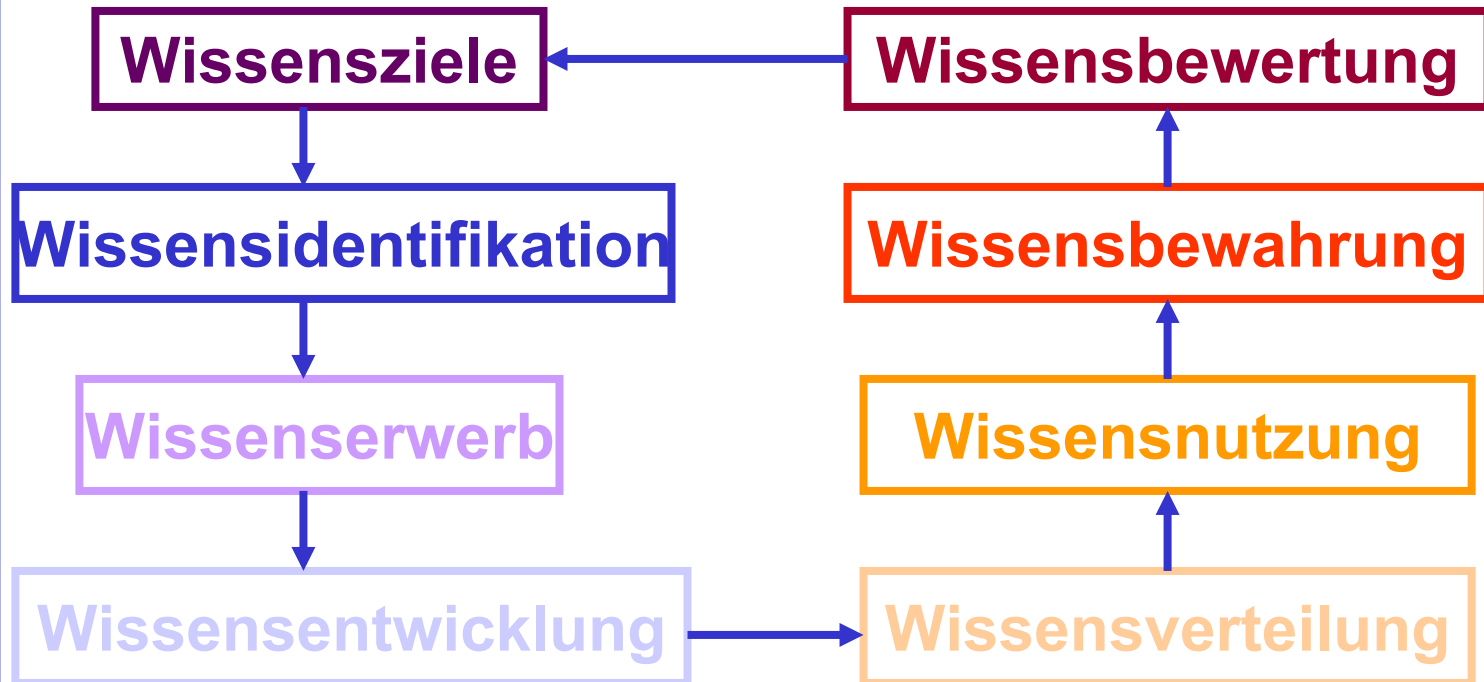 Wissensziele
Wissensbewertung
Wissensidentifikation
Wissensbewahrung
Wissenserwerb
Wissensnutzung
Wissensentwicklung
Wissensverteilung